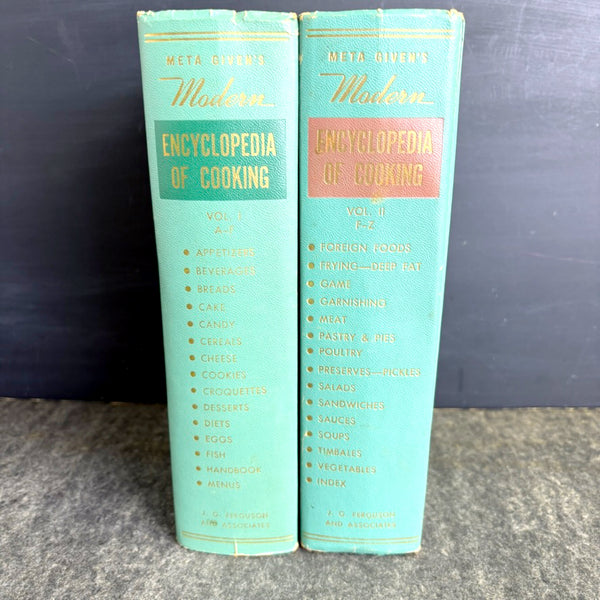 META GIVEN'S
Modern
ENCYCLOPEDIA
OF COOKING
VOL. I
A-F
APPETIZERS
BEVERAGES
BREADS
CAKE
CANDY
CEREALS
CHEESE
COOKIES
CROQUETTES
DESSERTS
DIETS
EGGS
FISH
HANDBOOK
MENUS
J. G. FERGUSON
AND ASSOCIATES
META GIVEN'S
Modern
ENCYCLOPEDIA
OF COOKING
VOL. II
F-Z
FOREIGN FOODS
FRYING—DEEP FAT
GAME
GARNISHING
MEAT
PASTRY & PIES
POULTRY
PRESERVES—PICKLES
SALADS
SANDWICHES
SAUCES
SOUPS
TIMBALES
VEGETABLES
INDEX
J. G. FERGUSON
AND ASSOCIATES